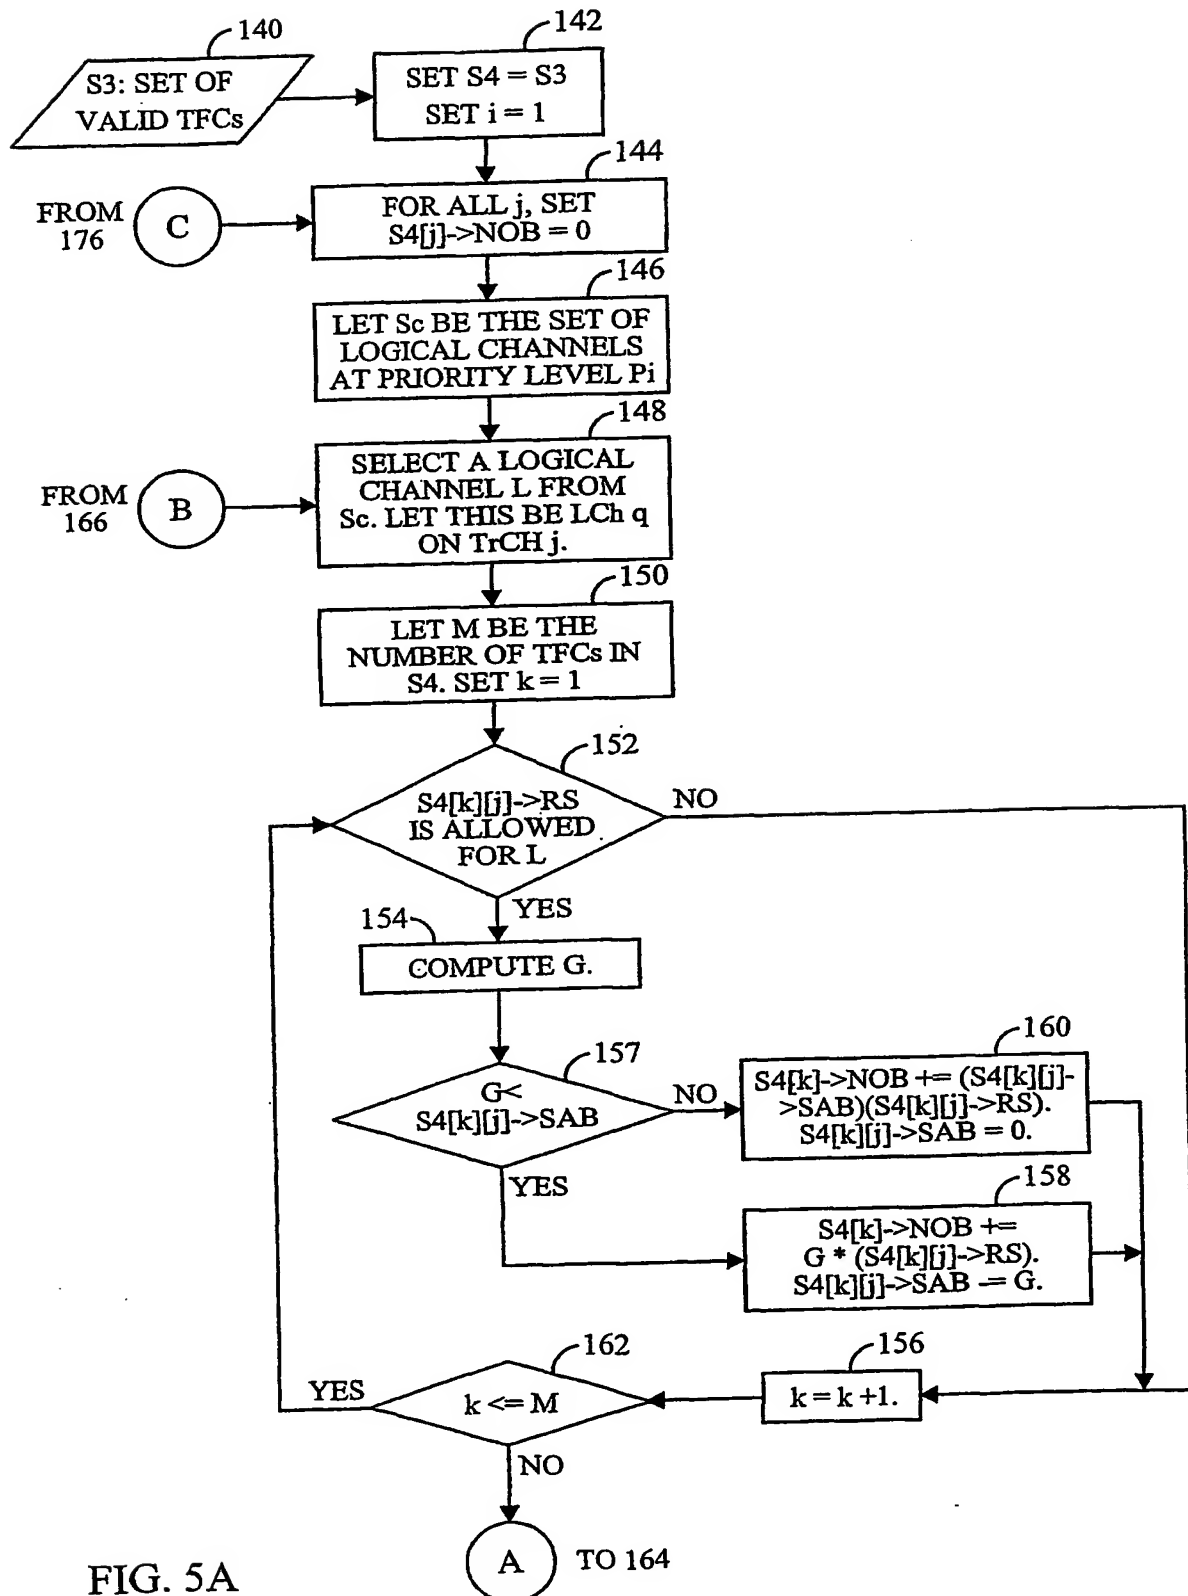 140
S3: SET OF
VALID TFCs
142
SET S4 = S3
SET i = 1
144
FROM
176
C
FOR ALL j, SET
S4[j]->NOB = 0
146
LET Sc BE THE SET OF
LOGICAL CHANNELS
AT PRIORITY LEVEL Pi
148
FROM
166
B
SELECT A LOGICAL
CHANNEL L FROM
Sc. LET THIS BE LCh q
ON TrCH j.
150
LET M BE THE
NUMBER OF TFCs IN
S4. SET k = 1
152
S4[k][j]->RS
IS ALLOWED
FOR L
NO
YES
154
COMPUTE G.
157
G<
S4[k][j]->SAB
NO
YES
160
S4[k]->NOB += (S4[k][j]-
>SAB)(S4[k][j]->RS).
S4[k][j]->SAB = 0.
158
S4[k]->NOB +=
G * (S4[k][j]->RS).
S4[k][j]->SAB -= G.
162
YES
k <= M
156
k = k +1.
NO
A
TO 164
FIG. 5A